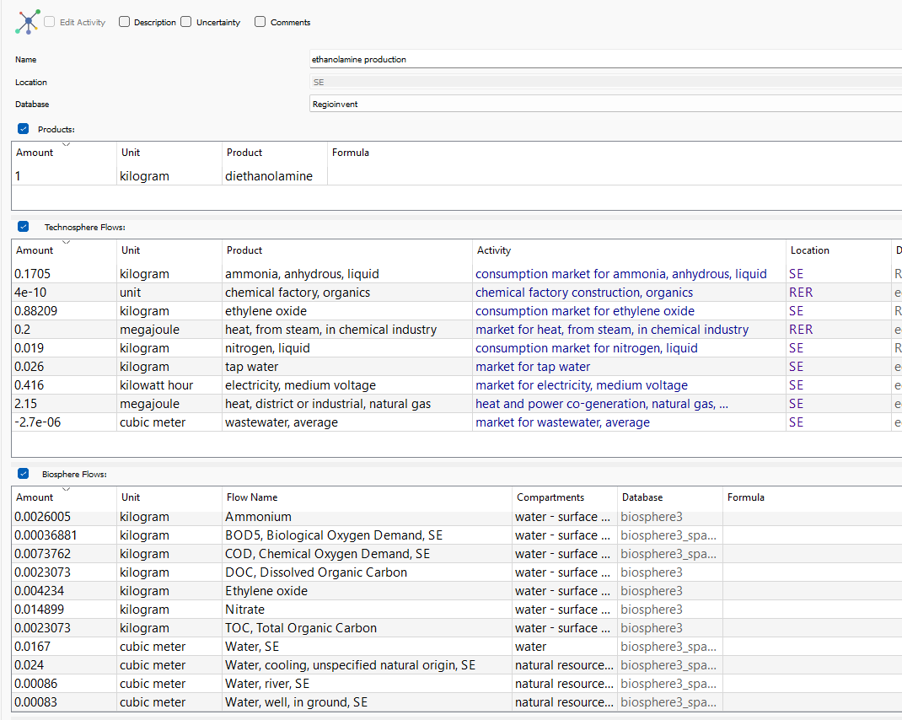 Edit Activity Description Uncertainty Comments
Name ethanolamine production
Location SE
Database Regioinvent
Products:
Amount Unit Product Formula
1 kilogram diethanolamine
Technosphere Flows:
Amount Unit Product Activity Location D
0.1705 kilogram ammonia, anhydrous, liquid consumption market for ammonia, anhydrous, liquid SE R
4e-10 unit chemical factory, organics chemical factory construction, organics RER e
0.88209 kilogram ethylene oxide consumption market for ethylene oxide SE R
0.2 megajoule heat, from steam, in chemical industry market for heat, from steam, in chemical industry RER e
0.019 kilogram nitrogen, liquid consumption market for nitrogen, liquid SE R
0.026 kilogram tap water market for tap water SE e
0.416 kilowatt hour electricity, medium voltage market for electricity, medium voltage SE e
2.15 megajoule heat, district or industrial, natural gas heat and power co-generation, natural gas, ... SE e
-2.7e-06 cubic meter wastewater, average market for wastewater, average SE e
Biosphere Flows:
Amount Unit Flow Name Compartments Database Formula
0.0026005 kilogram Ammonium water - surface ... biosphere3
0.00036881 kilogram BOD5, Biological Oxygen Demand, SE water - surface ... biosphere3_spa...
0.0073762 kilogram COD, Chemical Oxygen Demand, SE water - surface ... biosphere3_spa...
0.0023073 kilogram DOC, Dissolved Organic Carbon water - surface ... biosphere3
0.004234 kilogram Ethylene oxide water - surface ... biosphere3
0.014899 kilogram Nitrate water - surface ... biosphere3
0.0023073 kilogram TOC, Total Organic Carbon water - surface ... biosphere3
0.0167 cubic meter Water, SE water biosphere3_spa...
0.024 cubic meter Water, cooling, unspecified natural origin, SE natural resource... biosphere3_spa...
0.00086 cubic meter Water, river, SE natural resource... biosphere3_spa...
0.00083 cubic meter Water, well, in ground, SE natural resource... biosphere3_spa...